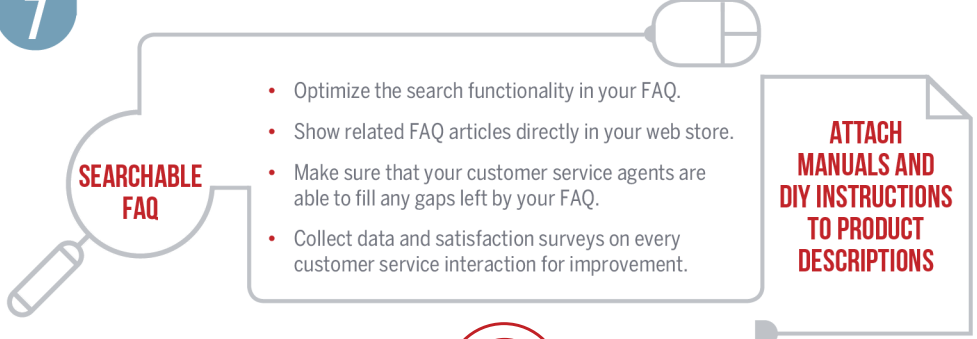 7
SEARCHABLE
FAQ
• Optimize the search functionality in your FAQ.
• Show related FAQ articles directly in your web store.
• Make sure that your customer service agents are
able to fill any gaps left by your FAQ.
• Collect data and satisfaction surveys on every
customer service interaction for improvement.
ATTACH
MANUALS AND
DIY INSTRUCTIONS
TO PRODUCT
DESCRIPTIONS